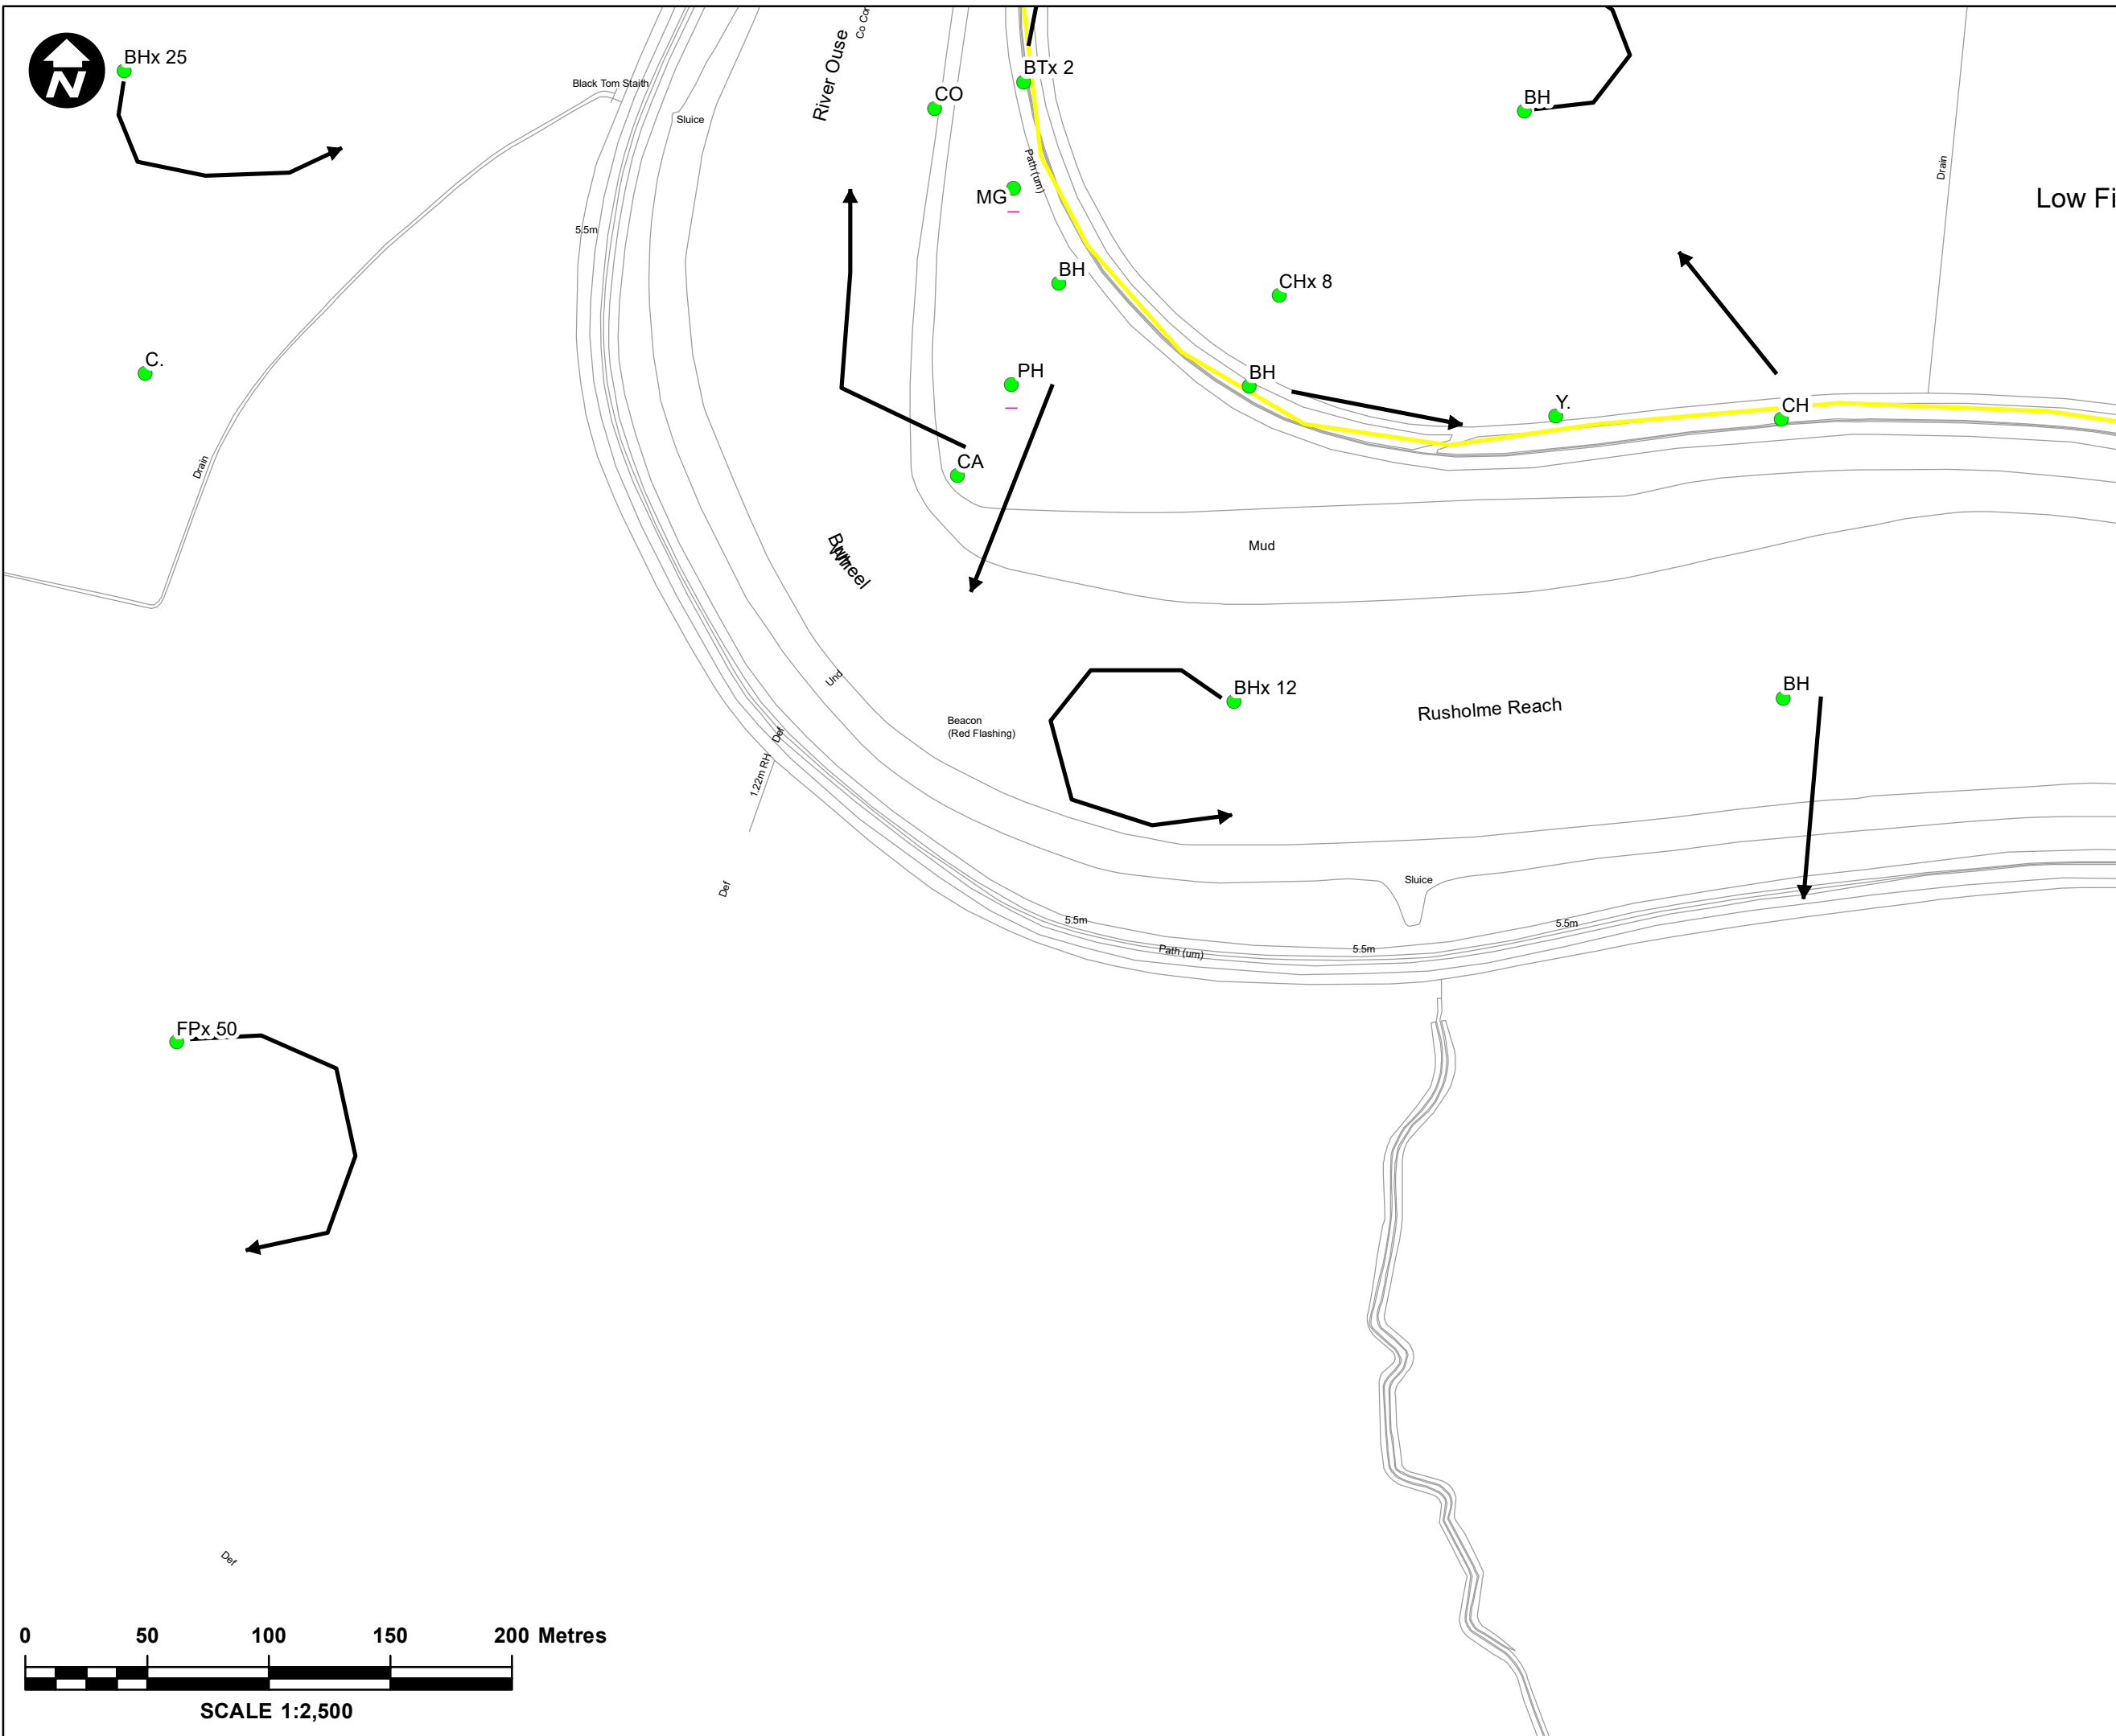 N
BHx 25
Black Tom Staith
Sluice
River Ouse
CO
BTx 2
BH
Path (um)
MG
Drain
Low Fi
5.5m
BH
CHx 8
C.
PH
BH
Y.
CH
Drain
CA
Mud
Wheel
Und
BHx 12
BH
Rusholme Reach
Beacon
(Red Flashing)
Def
1.22m RH
Def
Sluice
5.5m
5.5m
5.5m
Path (um)
FPx 50
Def
0 50 100 150 200 Metres
SCALE 1:2,500